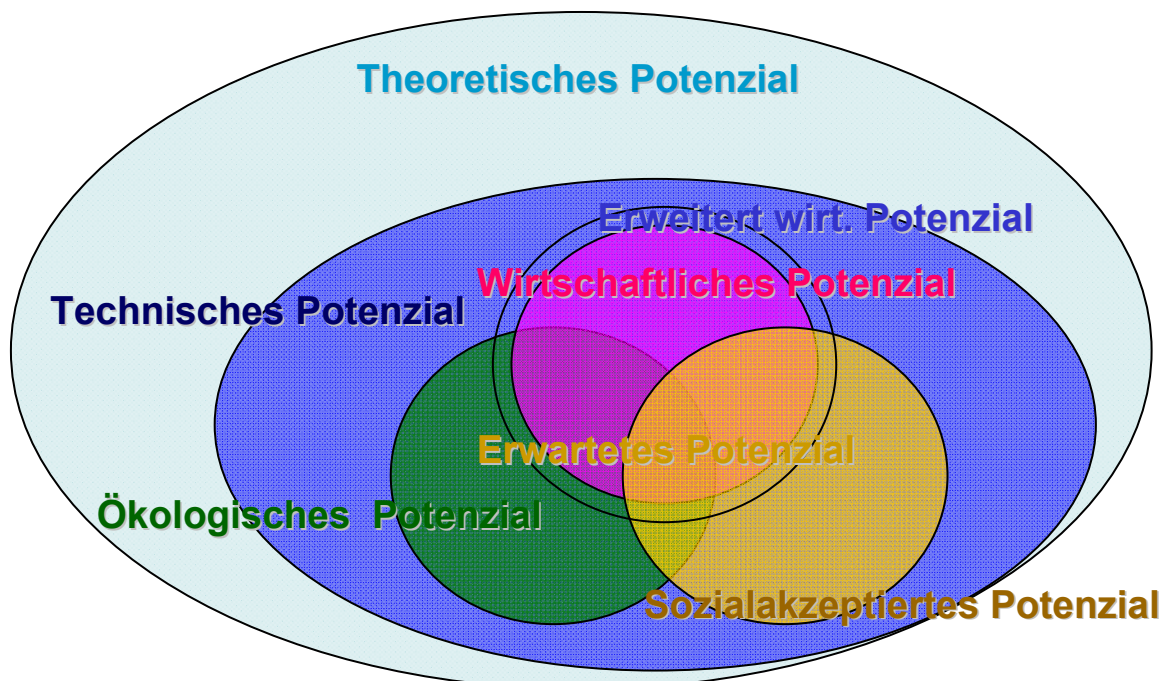 Theoretisches Potenzial
Erweitert wirt. Potenzial
Wirtschaftliches Potenzial
Technisches Potenzial
Erwartetes Potenzial
Ökologisches  Potenzial
Sozialakzeptiertes Potenzial